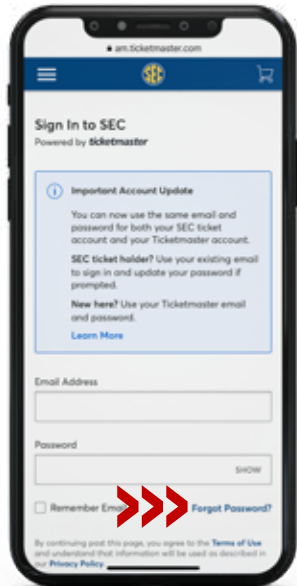 am.ticketmaster.com
SEC
Sign In to SEC
Powered by ticketmaster
Important Account Update
You can now use the same email and
password for both your SEC ticket
account and your Ticketmaster account.
SEC ticket holder? Use your existing email
to sign in and update your password if
prompted.
New here? Use your Ticketmaster email
and password.
Learn More
Email Address
Password
SHOW
Remember Email Forgot Password?
By continuing past this page, you agree to the Terms of Use
and understand that information will be used as described in
our Privacy Policy